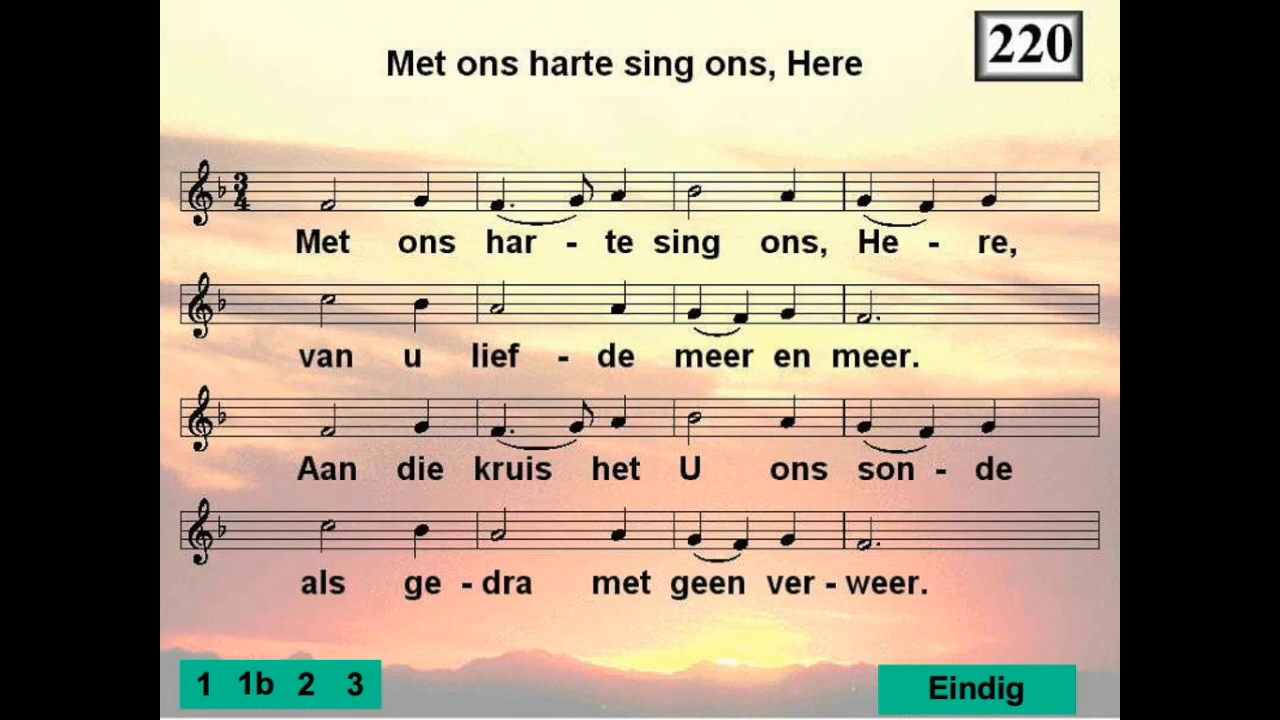 220
Met ons harte sing ons, Here
3
4
Met ons har - te sing ons, He - re,
van u lief - de meer en meer.
Aan die kruis het U ons son - de
als ge - dra met geen ver - weer.
1 1b 2 3
Eindig